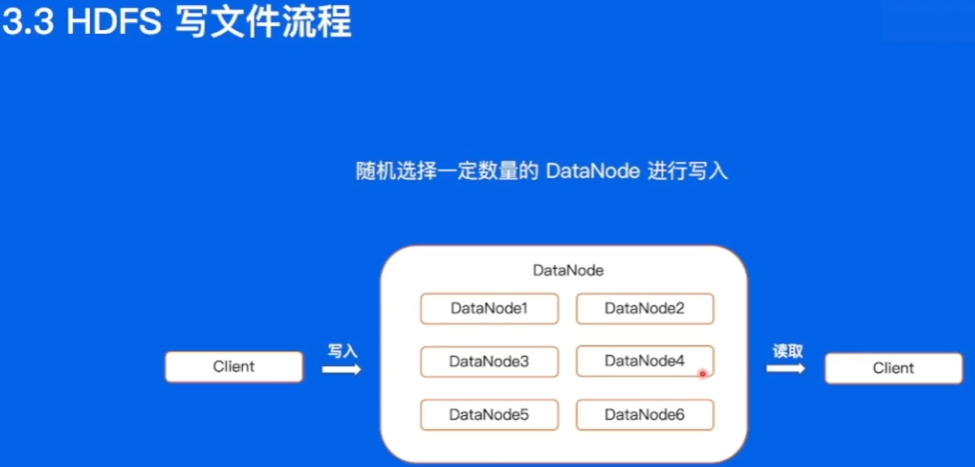 3.3 HDFS 写文件流程
随机选择一定数量的 DataNode 进行写入
DataNode
DataNode1
DataNode2
写入
读取
Client
DataNode3
DataNode4
Client
DataNode5
DataNode6